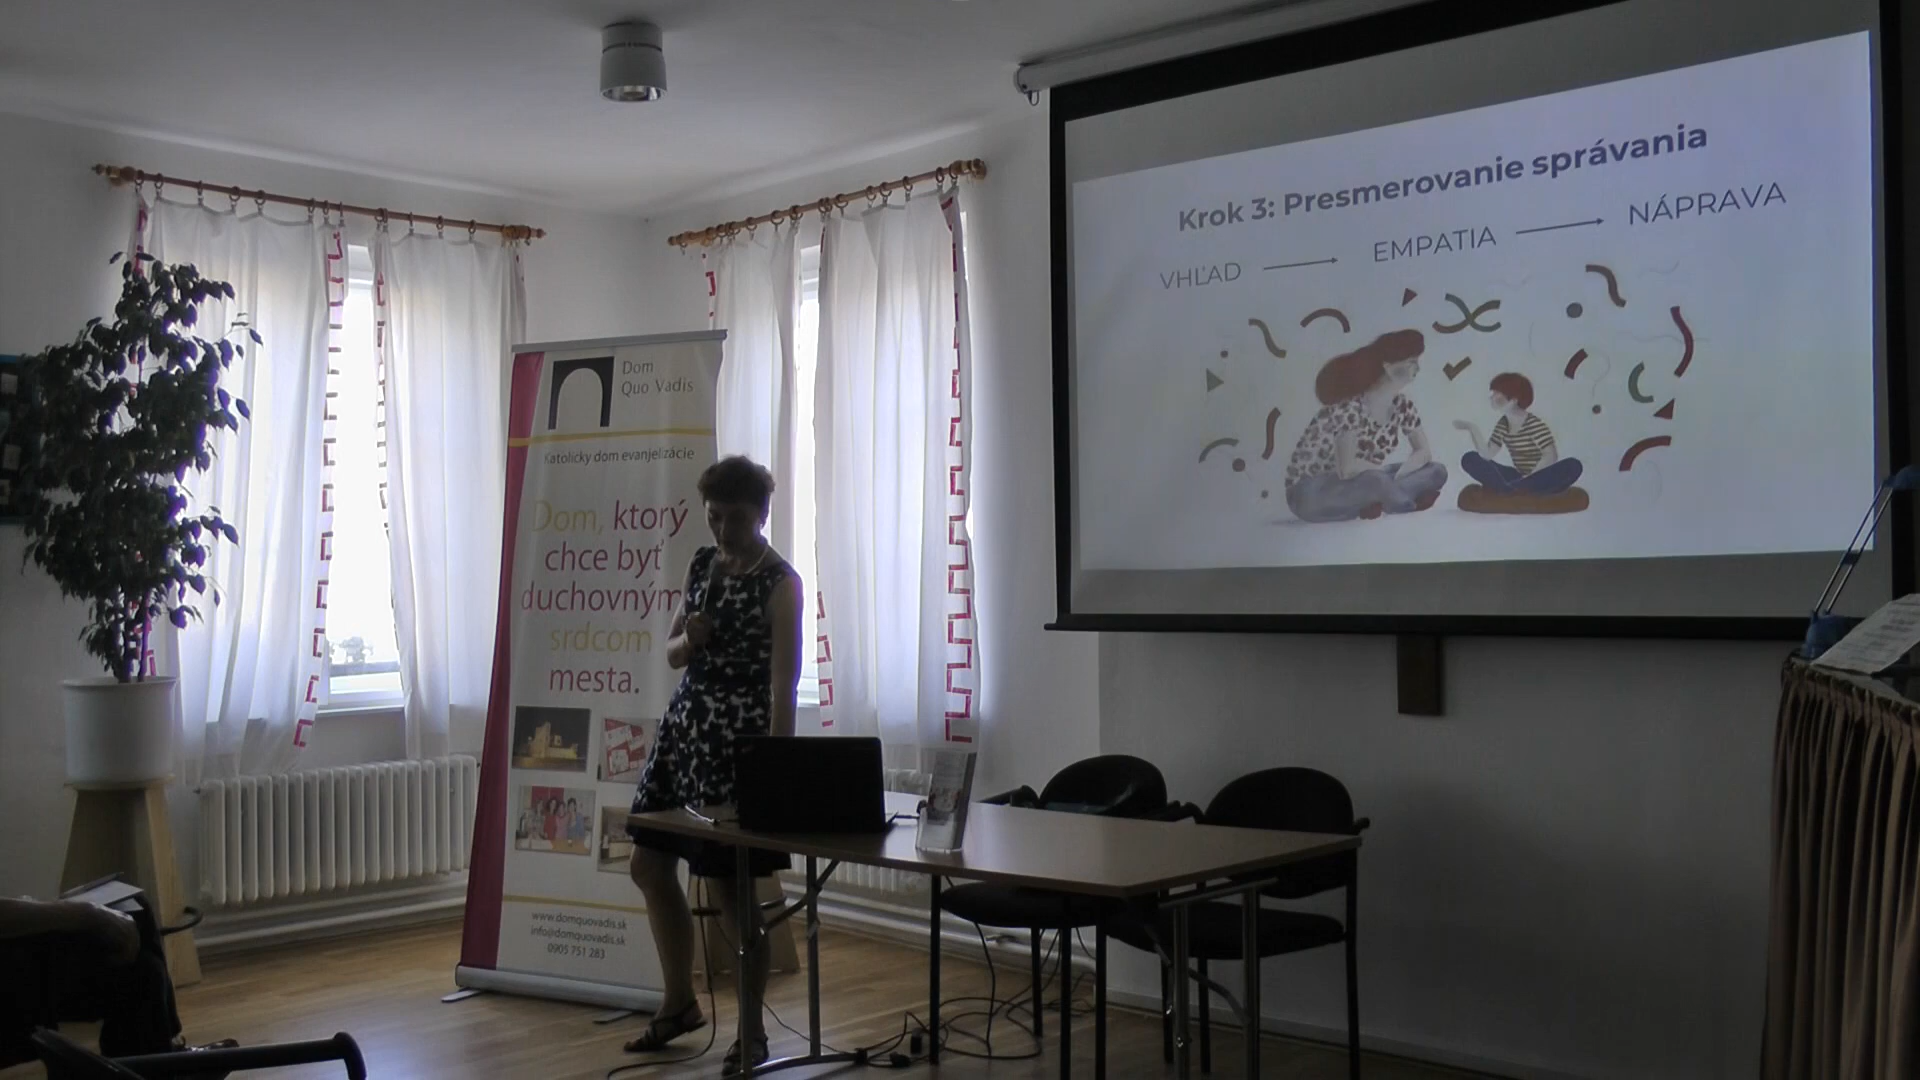 Krok 3: Presmerovanie správania
VHĽAD
EMPATIA
NÁPRAVA
Dom
Quo Vadis
Katolícky dom evanjelizácie
Dom, ktorý
chce byť
duchovným
srdcom
mesta.
www.domquovadis.sk
info@domquovadis.sk
0905 751 283